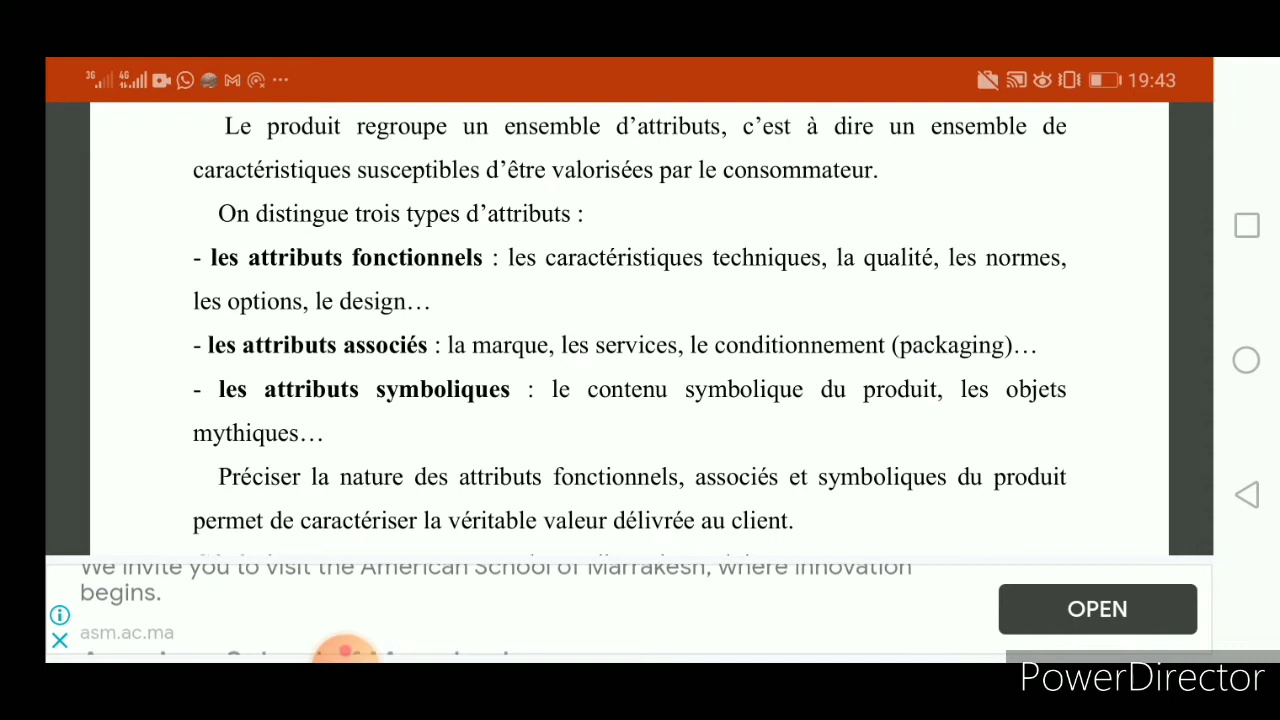 3G 4G 19:43
Le produit regroupe un ensemble d’attributs, c’est à dire un ensemble de
caractéristiques susceptibles d’être valorisées par le consommateur.
On distingue trois types d’attributs :
- les attributs fonctionnels : les caractéristiques techniques, la qualité, les normes,
les options, le design…
- les attributs associés : la marque, les services, le conditionnement (packaging)…
- les attributs symboliques : le contenu symbolique du produit, les objets
mythiques…
Préciser la nature des attributs fonctionnels, associés et symboliques du produit
permet de caractériser la véritable valeur délivrée au client.
We invite you to visit the American School of Marrakesh, where innovation
begins.
OPEN
asm.ac.ma
PowerDirector